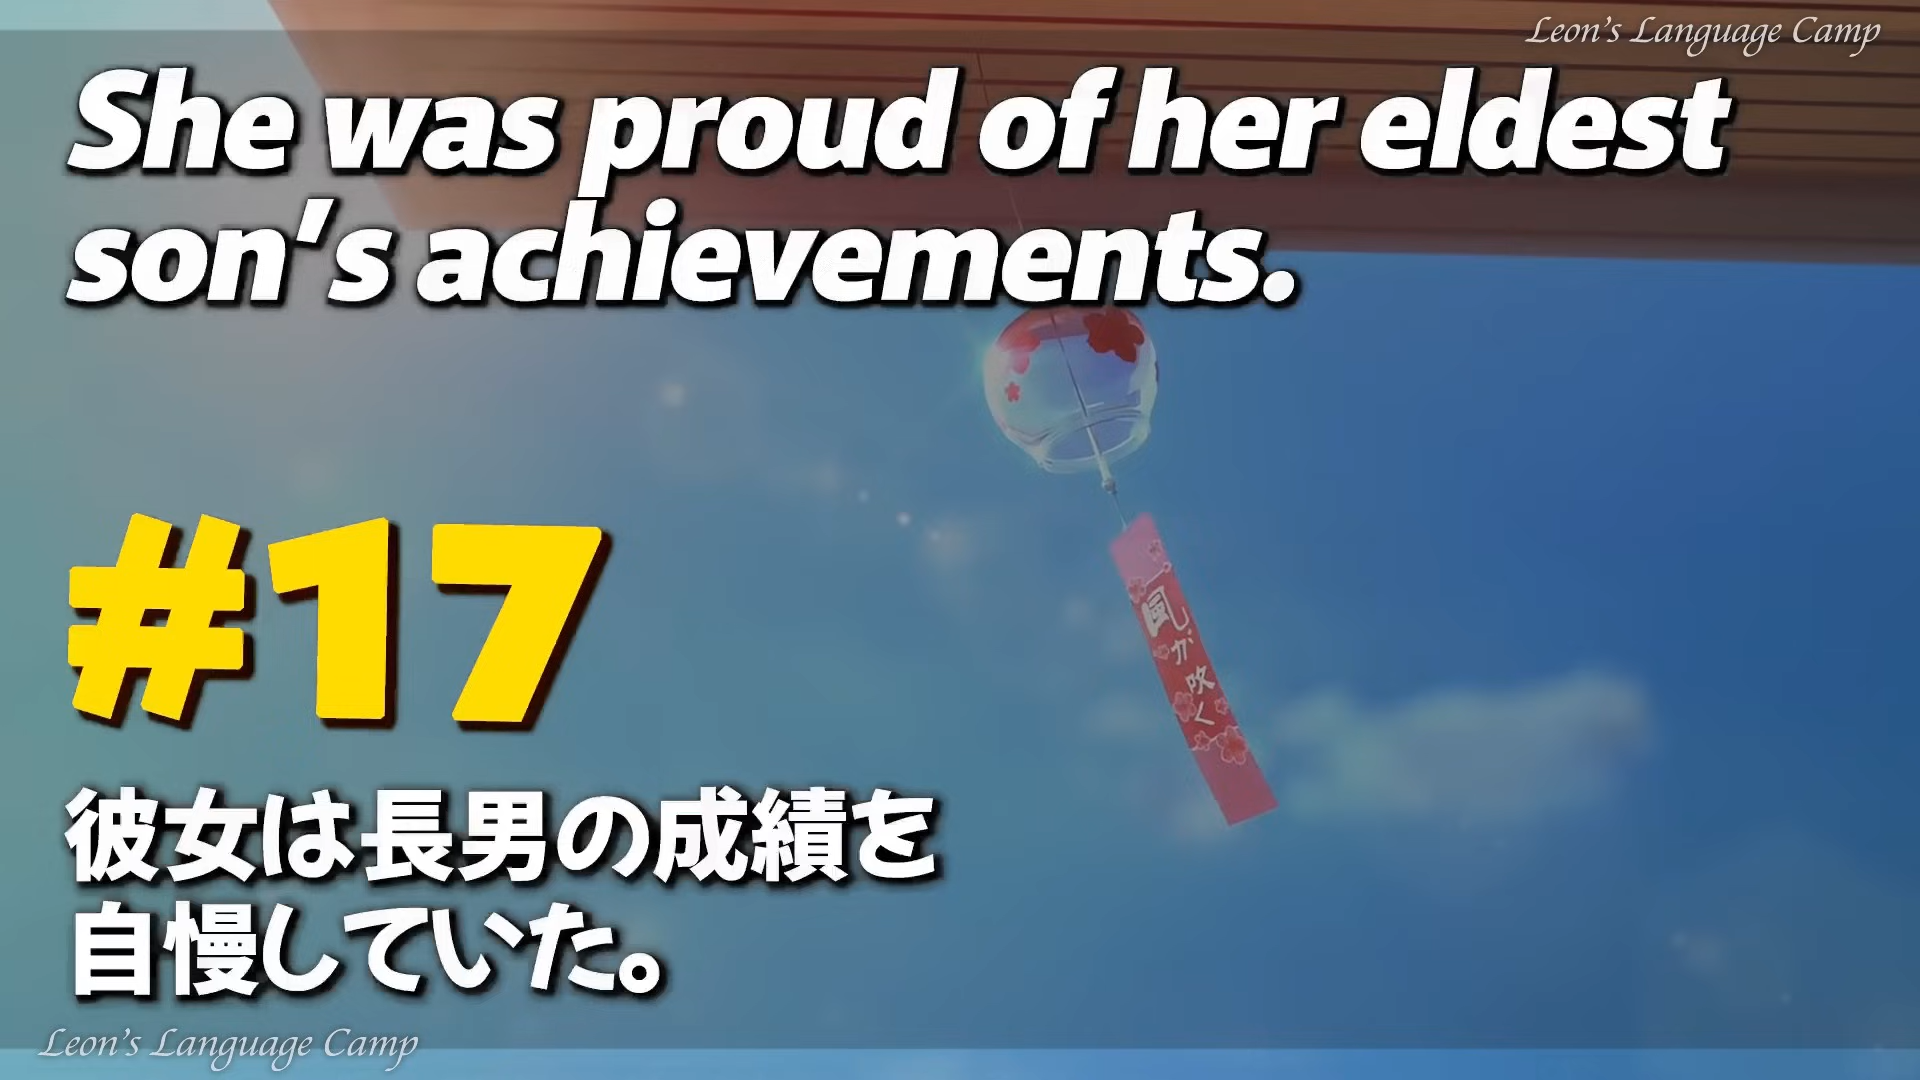 Leon's Language Camp
She was proud of her eldest
son's achievements.
#17
風が吹く
彼女は長男の成績を
自慢していた。
Leon's Language Camp